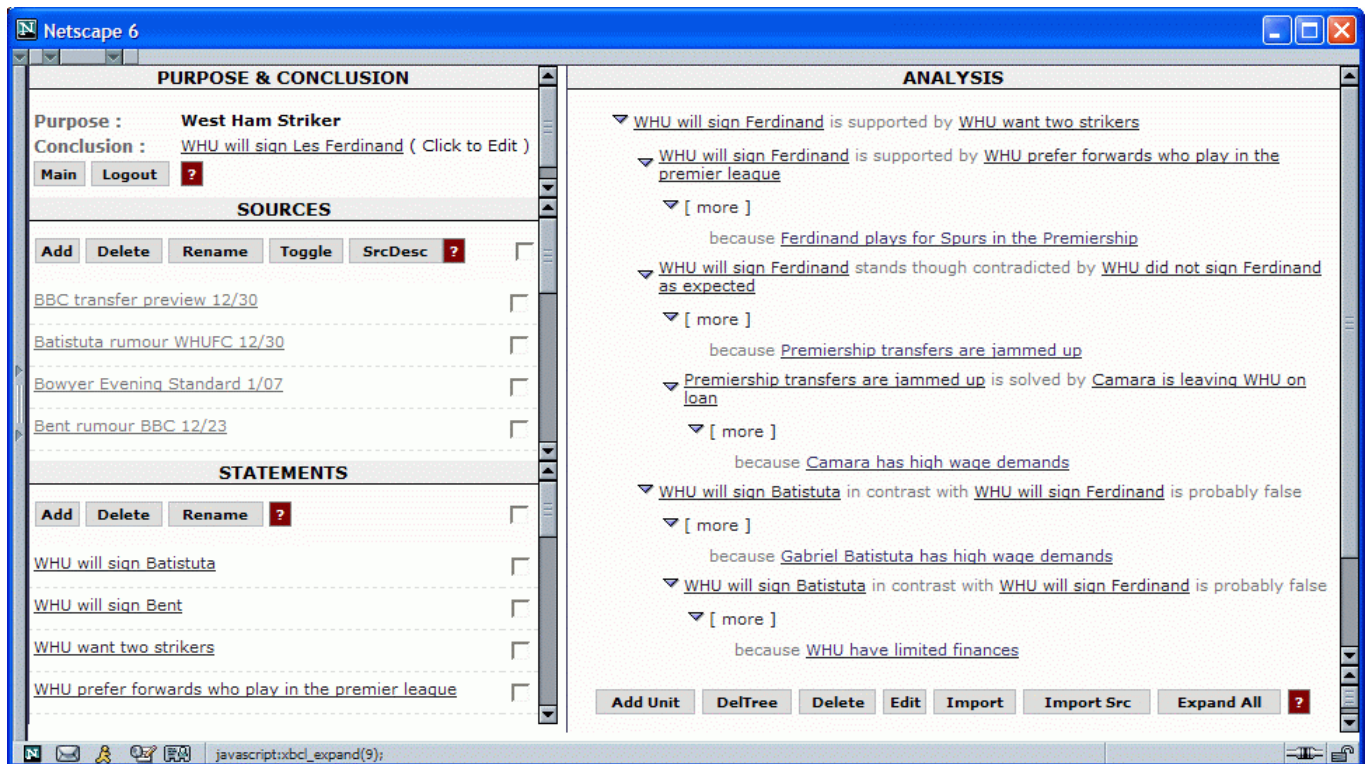 Netscape 6
PURPOSE & CONCLUSION
Purpose : West Ham Striker
Conclusion : WHU will sign Les Ferdinand ( Click to Edit )
Main Logout ?
SOURCES
Add Delete Rename Toggle SrcDesc ?
BBC transfer preview 12/30
Batistuta rumour WHUFC 12/30
Bowyer Evening Standard 1/07
Bent rumour BBC 12/23
STATEMENTS
Add Delete Rename ?
WHU will sign Batistuta
WHU will sign Bent
WHU want two strikers
WHU prefer forwards who play in the premier league
ANALYSIS
WHU will sign Ferdinand is supported by WHU want two strikers
WHU will sign Ferdinand is supported by WHU prefer forwards who play in the
premier league
[ more ]
because Ferdinand plays for Spurs in the Premiership
WHU will sign Ferdinand stands though contradicted by WHU did not sign Ferdinand
as expected
[ more ]
because Premiership transfers are jammed up
Premiership transfers are jammed up is solved by Camara is leaving WHU on
loan
[ more ]
because Camara has high wage demands
WHU will sign Batistuta in contrast with WHU will sign Ferdinand is probably false
[ more ]
because Gabriel Batistuta has high wage demands
WHU will sign Batistuta in contrast with WHU will sign Ferdinand is probably false
[ more ]
because WHU have limited finances
Add Unit DelTree Delete Edit Import Import Src Expand All ?
javascript:xbcl_expand(9);